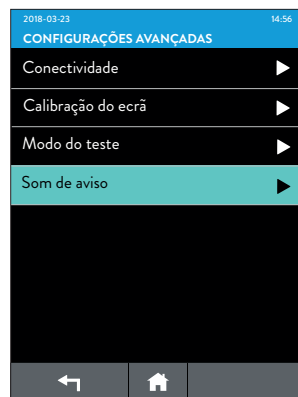 2018-03-23 14:56
CONFIGURAÇÕES AVANÇADAS
Conectividade
Calibração do ecrã
Modo do teste
Som de aviso